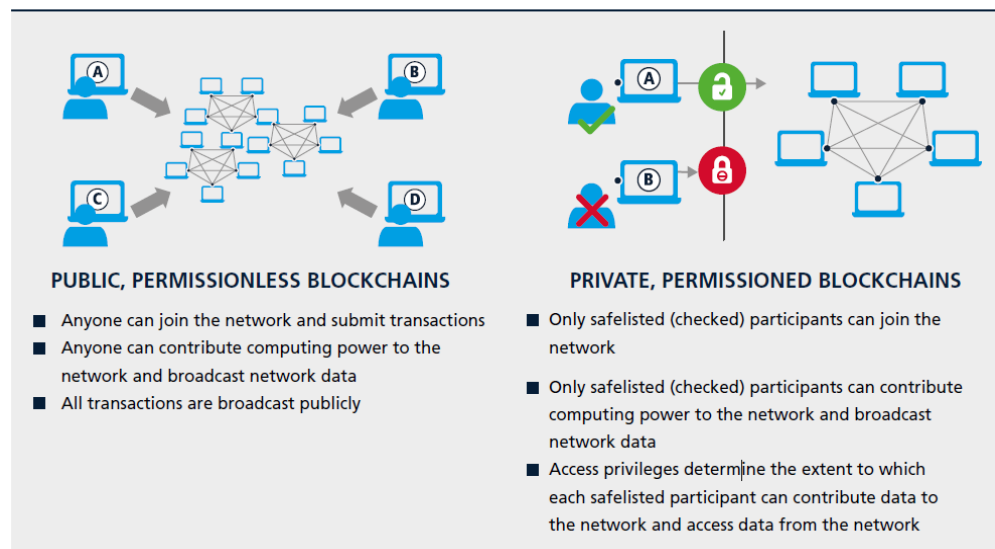 A
B
C
D
PUBLIC, PERMISSIONLESS BLOCKCHAINS
■ Anyone can join the network and submit transactions
■ Anyone can contribute computing power to the
network and broadcast network data
■ All transactions are broadcast publicly
A
B
PRIVATE, PERMISSIONED BLOCKCHAINS
■ Only safelisted (checked) participants can join the
network
■ Only safelisted (checked) participants can contribute
computing power to the network and broadcast
network data
■ Access privileges determine the extent to which
each safelisted participant can contribute data to
the network and access data from the network